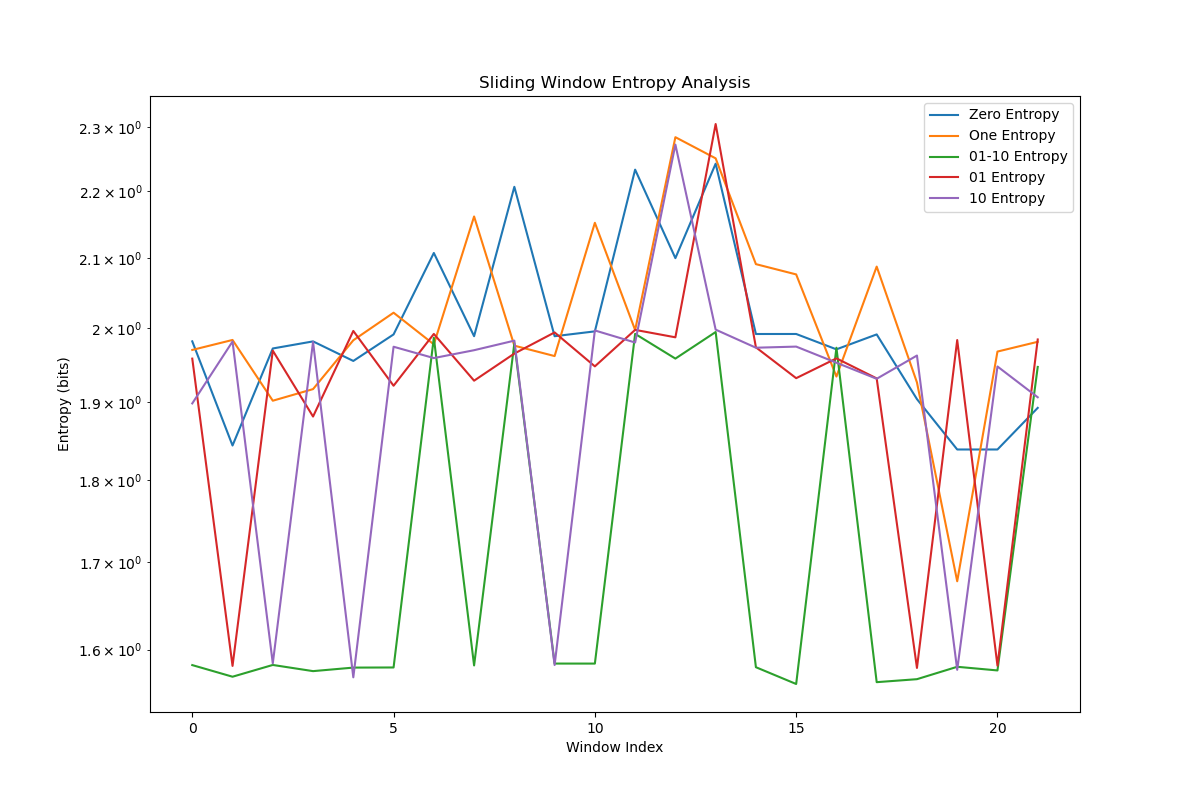 Sliding Window Entropy Analysis
Zero Entropy
One Entropy
01-10 Entropy
01 Entropy
10 Entropy
Entropy (bits)
2.3 × 10⁰
2.2 × 10⁰
2.1 × 10⁰
2 × 10⁰
1.9 × 10⁰
1.8 × 10⁰
1.7 × 10⁰
1.6 × 10⁰
0 5 10 15 20
Window Index